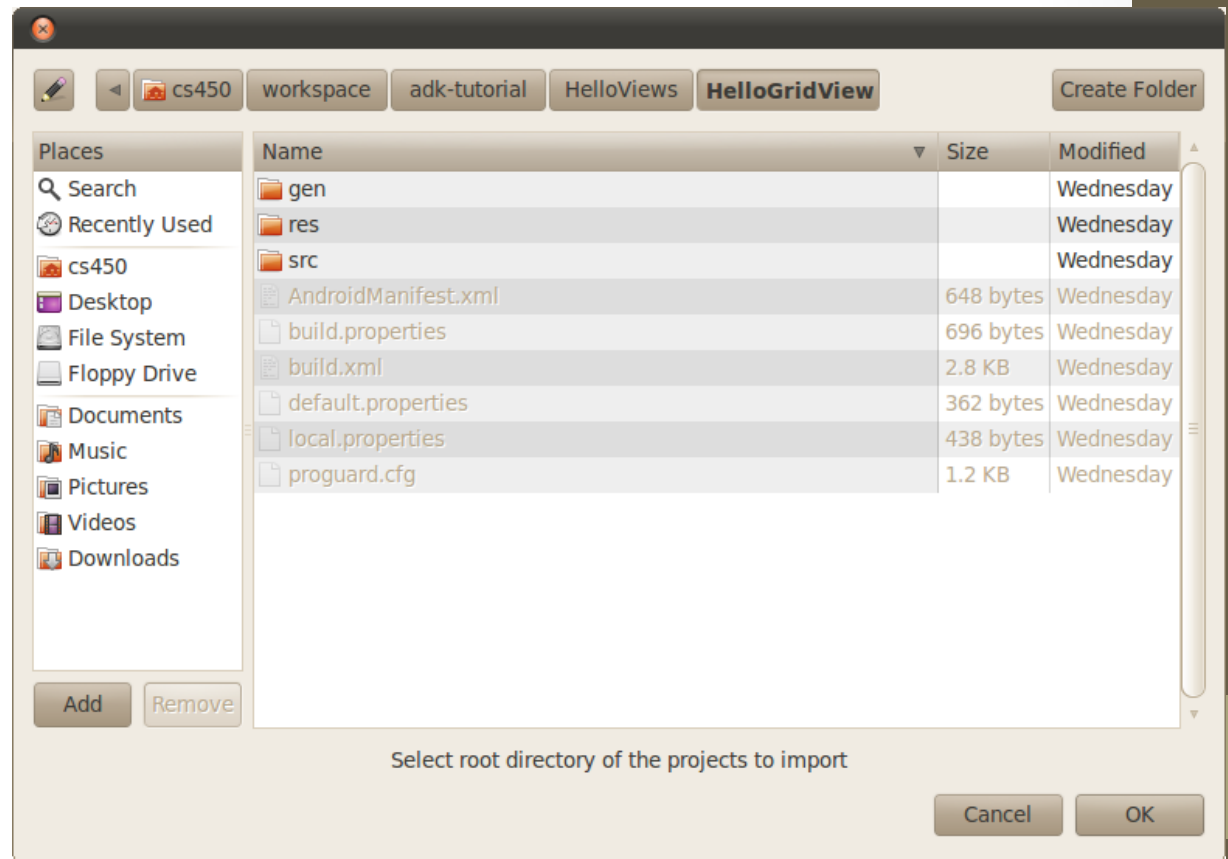 cs450 workspace adk-tutorial HelloViews HelloGridView Create Folder
Places
Search
Recently Used
cs450
Desktop
File System
Floppy Drive
Documents
Music
Pictures
Videos
Downloads
Add Remove
Name Size Modified
gen Wednesday
res Wednesday
src Wednesday
AndroidManifest.xml 648 bytes Wednesday
build.properties 696 bytes Wednesday
build.xml 2.8 KB Wednesday
default.properties 362 bytes Wednesday
local.properties 438 bytes Wednesday
proguard.cfg 1.2 KB Wednesday
Select root directory of the projects to import
Cancel OK